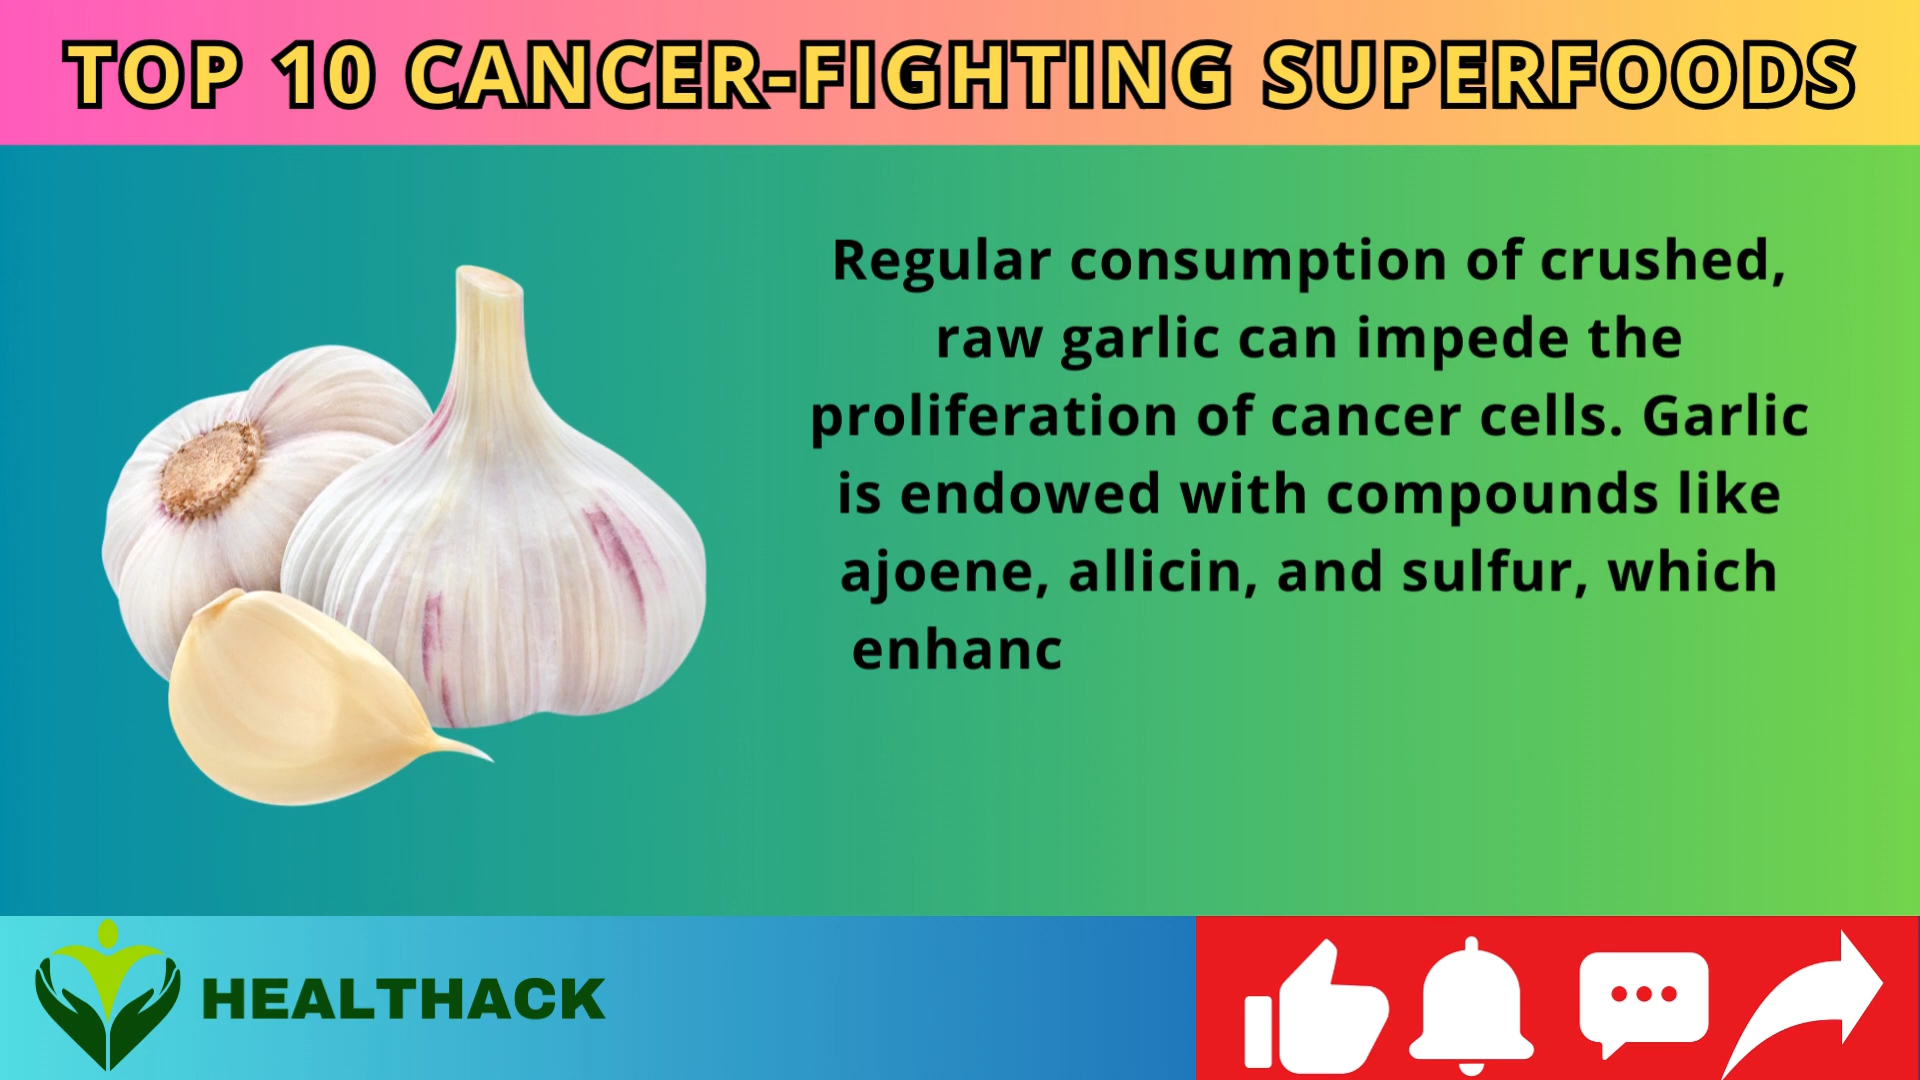 TOP 10 CANCER-FIGHTING SUPERFOODS
Regular consumption of crushed,
raw garlic can impede the
proliferation of cancer cells. Garlic
is endowed with compounds like
ajoene, allicin, and sulfur, which
enhanc
HEALTHACK